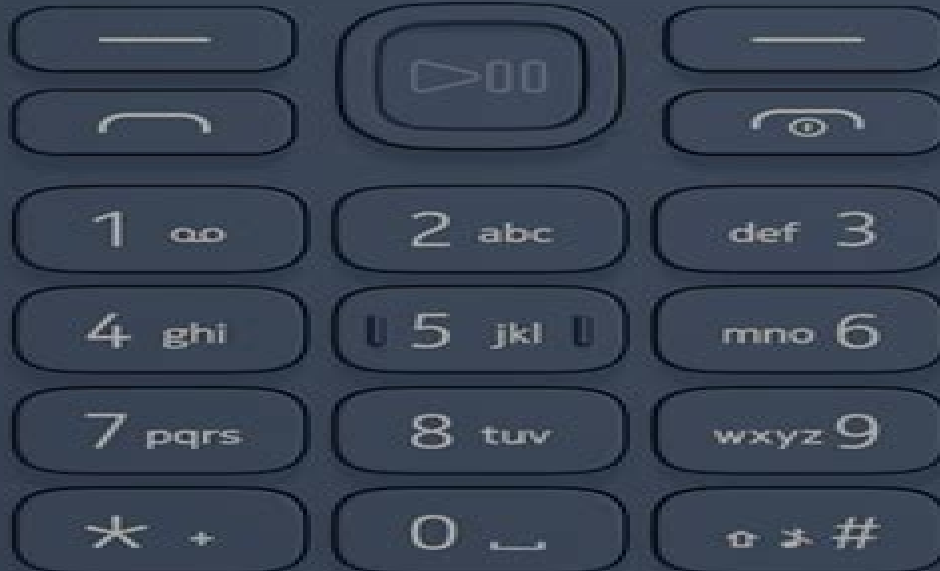 1
2 abc
def 3
4 ghi
5 jkl
mno 6
7 pqrs
8 tuv
wxyz 9
* +
0
#